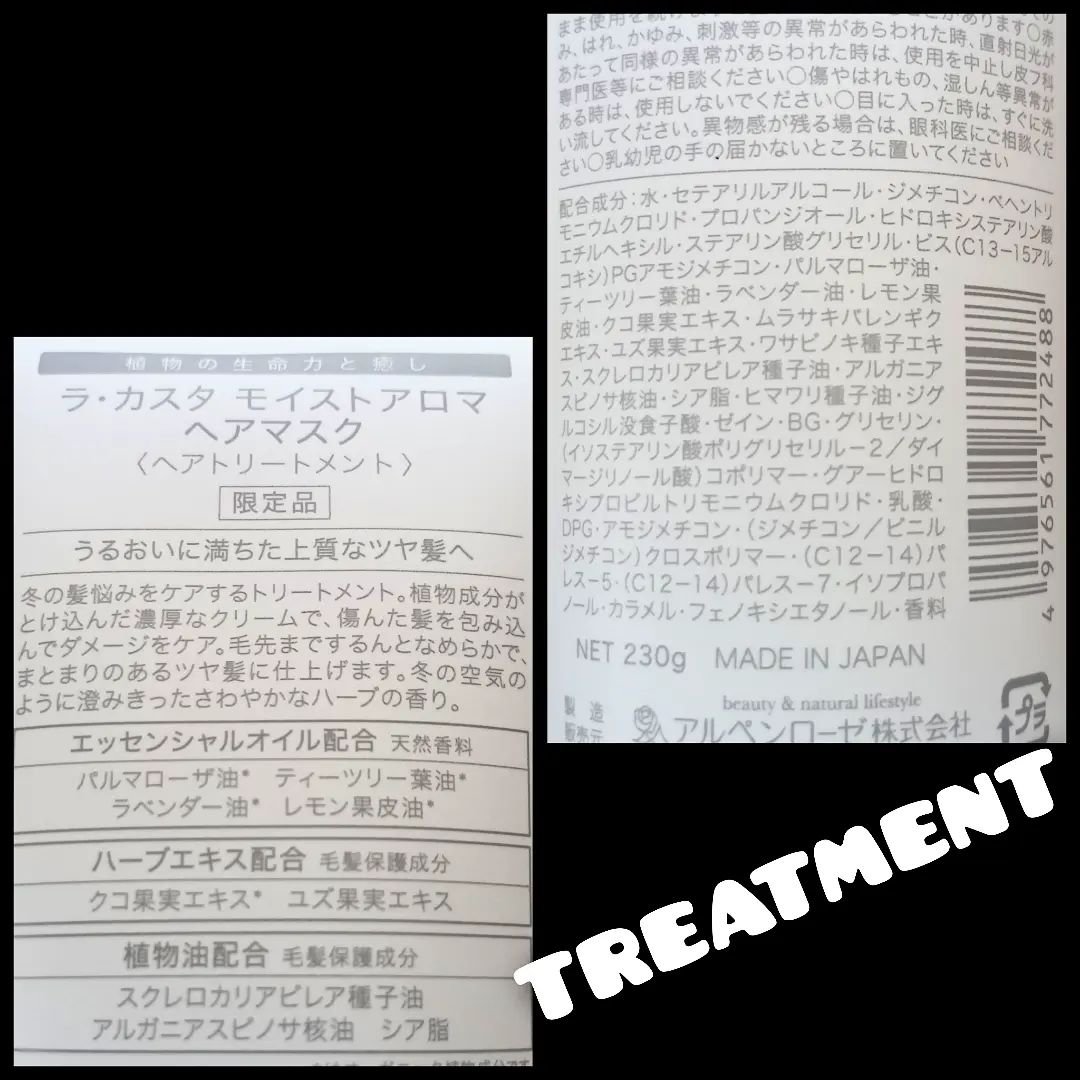 植物の生命力と癒し
ラ・カスタ モイストアロマ
ヘアマスク
〈ヘアトリートメント〉
限定品
うるおいに満ちた上質なツヤ髪へ
冬の髪悩みをケアするトリートメント。植物成分が
とけ込んだ濃厚なクリームで、傷んだ髪を包み込
んでダメージをケア。毛先までするんとなめらかで、
まとまりのあるツヤ髪に仕上げます。冬の空気の
ように澄みきったさわやかなハーブの香り。
エッセンシャルオイル配合 天然香料
パルマローザ油* ティーツリー葉油*
ラベンダー油* レモン果皮油*
ハーブエキス配合 毛髪保護成分
クコ果実エキス* ユズ果実エキス
植物油配合 毛髪保護成分
スクレロカリアビレア種子油
アルガニアスピノサ核油 シア脂
まま使用を続け
み、はれ、かゆみ、刺激等の異常があらわれた時、直射日光が
あたって同様の異常があらわれた時は、使用を中止し皮フ科
専門医等にご相談ください○傷やはれもの、湿しん等異常が
ある時は、使用しないでください○目に入った時は、すぐに洗
い流してください。異物感が残る場合は、眼科医にご相談くだ
さい○乳幼児の手の届かないところに置いてください
配合成分：水・セテアリルアルコール・ジメチコン・ベヘントリ
モニウムクロリド・プロパンジオール・ヒドロキシステアリン酸
エチルヘキシル・ステアリン酸グリセリル・ビス(C13-15アル
コキシ)PGアモジメチコン・パルマローザ油・
ティーツリー葉油・ラベンダー油・レモン果
皮油・クコ果実エキス・ムラサキバレンギク
エキス・ユズ果実エキス・ワサビノキ種子エキ
ス・スクレロカリアビレア種子油・アルガニア
スピノサ核油・シア脂・ヒマワリ種子油・ジグ
ルコシル没食子酸・ゼイン・BG・グリセリン・
(イソステアリン酸ポリグリセリル-2／ダイ
マージリノール酸)コポリマー・グアーヒドロ
キシプロピルトリモニウムクロリド・乳酸・
DPG・アモジメチコン・(ジメチコン／ビニル
ジメチコン)クロスポリマー・(C12-14)パ
レス-5・(C12-14)パレス-7・イソプロパ
ノール・カラメル・フェノキシエタノール・香料
4 976561 772488
NET 230g MADE IN JAPAN
beauty & natural lifestyle
製造
販売元
アルペンローゼ株式会社
プラ
TREATMENT